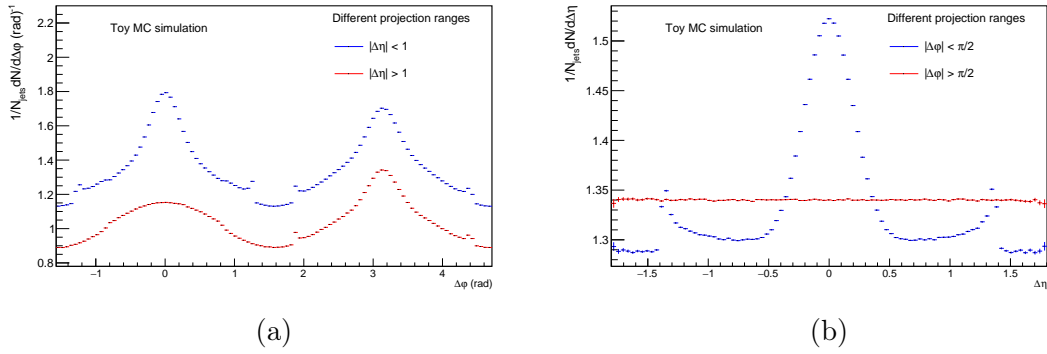 1/N_jets dN/dΔφ (rad)⁻¹
2.2
2
1.8
1.6
1.4
1.2
1
0.8
Toy MC simulation
Different projection ranges
|Δη| < 1
|Δη| > 1
−1 0 1 2 3 4
Δφ (rad)
(a)
1/N_jets dN/dΔη
1.5
1.45
1.4
1.35
1.3
Toy MC simulation
Different projection ranges
|Δφ| < π/2
|Δφ| > π/2
−1.5 −1 −0.5 0 0.5 1 1.5
Δη
(b)